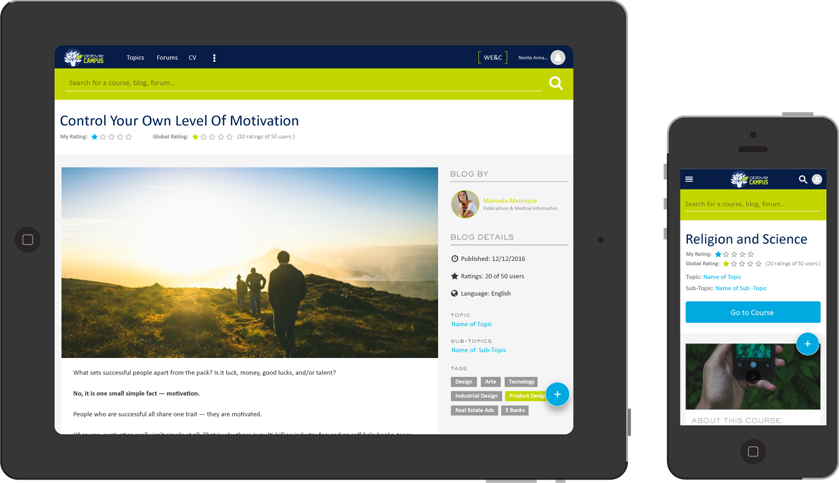 abbvie
CAMPUS
Topics
Forums
CV
WE&C
Noelia Anna...
Search for a course, blog, forum...
Control Your Own Level Of Motivation
My Rating:
Global Rating:
(20 ratings of 50 users )
BLOG BY
Manuela Manrique
Publications & Medical Information
BLOG DETAILS
Published: 12/12/2016
Ratings: 20 of 50 users
Language: English
TOPIC
Name of Topic
SUB-TOPICS
Name of Sub-Topic
TAGS
Design
Arte
Tecnology
Industrial Design
Product Design
Real Estate Ads
E Banks
+
What sets successful people apart from the pack? Is it luck, money, good lucks, and/or talent?
No, it is one small simple fact — motivation.
People who are successful all share one trait — they are motivated.
abbvie
CAMPUS
Search for a course, blog, forum...
Religion and Science
My Rating:
Global Rating:
(20 ratings of 50 users )
Topic: Name of Topic
Sub-Topic: Name of Sub -Topic
Go to Course
+
ABOUT THIS COURSE